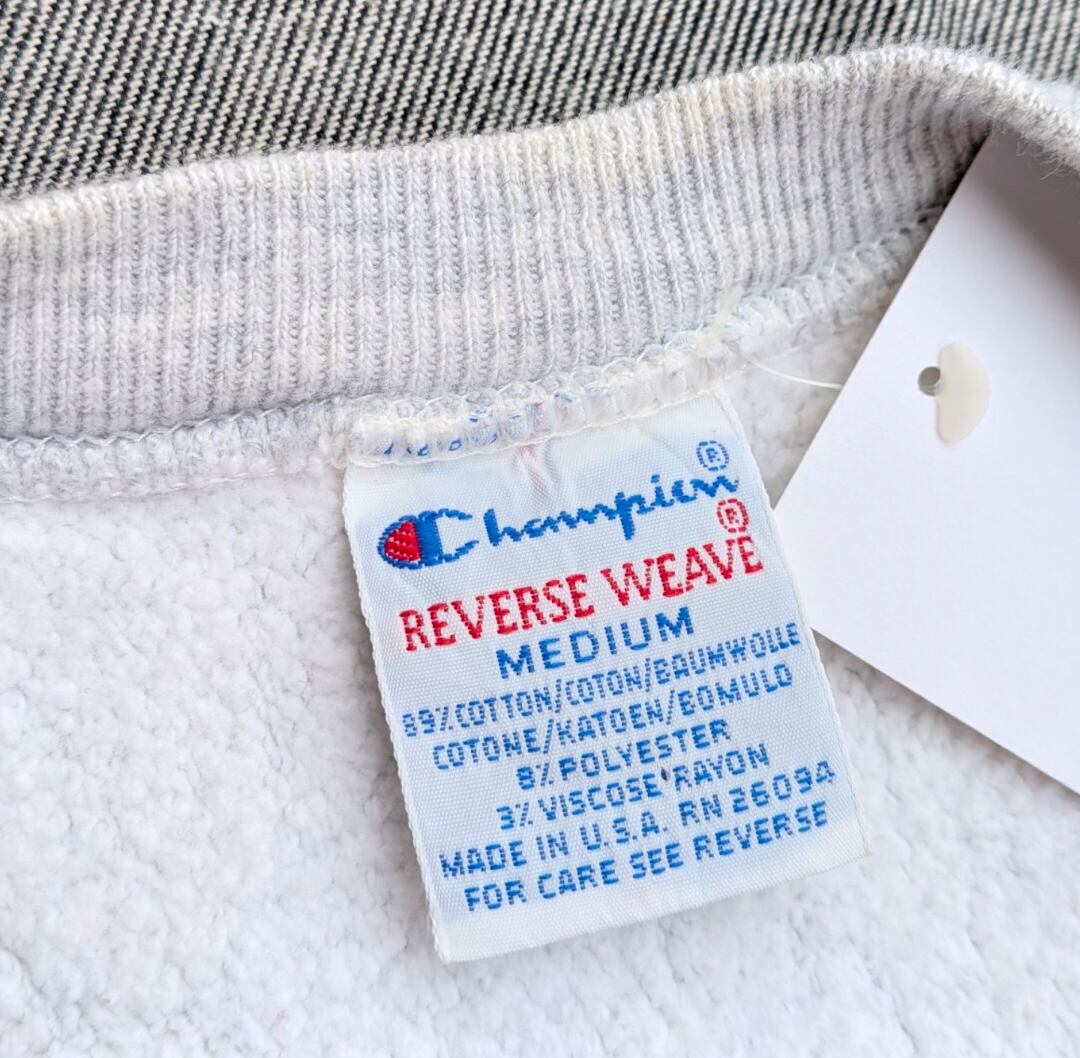 Champion®
REVERSE WEAVE®
MEDIUM
89% COTTON/COTON/BAUMWOLLE
COTONE/KATOEN/BOMULD
8% POLYESTER
3% VISCOSE RAYON
MADE IN U.S.A. RN 26094
FOR CARE SEE REVERSE